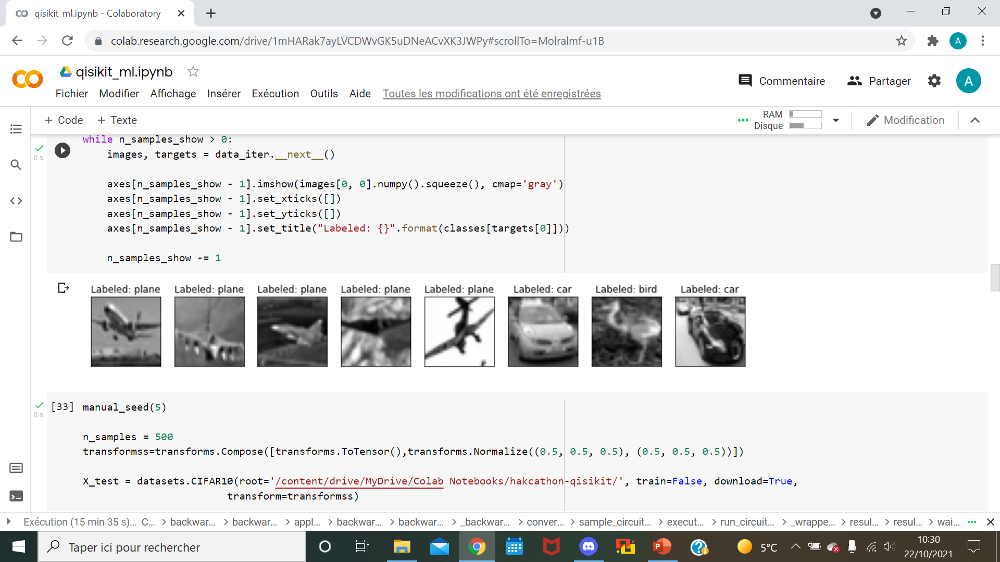 qisikit_ml.ipynb - Colaboratory
colab.research.google.com/drive/1mHARak7ayLVCDWvGK5uDNeACvXK3JWPy#scrollTo=Molralmf-u1B
A
qisikit_ml.ipynb
Commentaire
Partager
A
Fichier Modifier Affichage Insérer Exécution Outils Aide Toutes les modifications ont été enregistrées
+ Code + Texte
RAM
Disque
Modification
while n_samples_show > 0:
0 s
images, targets = data_iter.__next__()
axes[n_samples_show - 1].imshow(images[0, 0].numpy().squeeze(), cmap='gray')
axes[n_samples_show - 1].set_xticks([])
axes[n_samples_show - 1].set_yticks([])
axes[n_samples_show - 1].set_title("Labeled: {}".format(classes[targets[0]]))
n_samples_show -= 1
Labeled: plane Labeled: plane Labeled: plane Labeled: plane Labeled: plane Labeled: car Labeled: bird Labeled: car
[33] manual_seed(5)
0 s
n_samples = 500
transformss=transforms.Compose([transforms.ToTensor(),transforms.Normalize((0.5, 0.5, 0.5), (0.5, 0.5, 0.5))])
X_test = datasets.CIFAR10(root='/content/drive/MyDrive/Colab Notebooks/hakcathon-qisikit/', train=False, download=True,
transform=transformss)
Exécution (15 min 35 s)... C... > backwar... > backwar... > appl... > backwar... > backwar... > _backwar... > conver... > sample_circuit... > execut... > run_circuit... > _wrappe... > resul... > resul... > wai...
Taper ici pour rechercher
5°C
10:30
22/10/2021